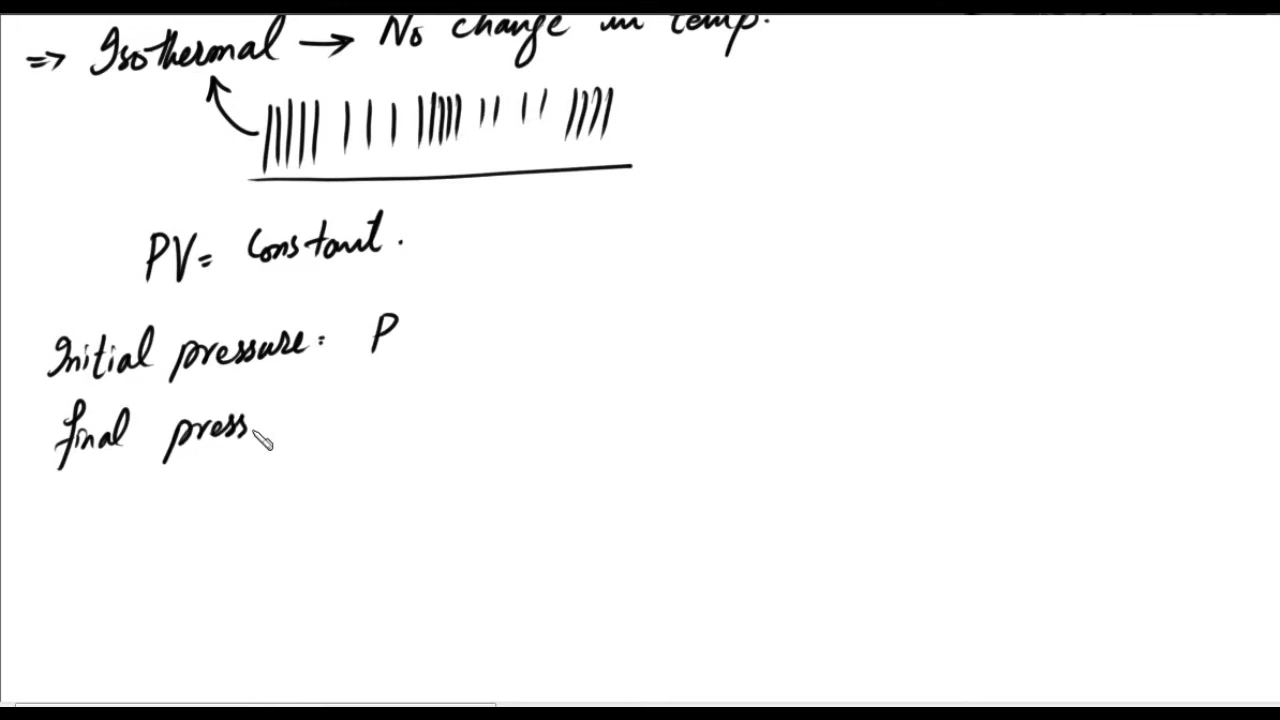 => Isothermal → No change in temp.
PV = Constant.
Initial pressure = P
final press